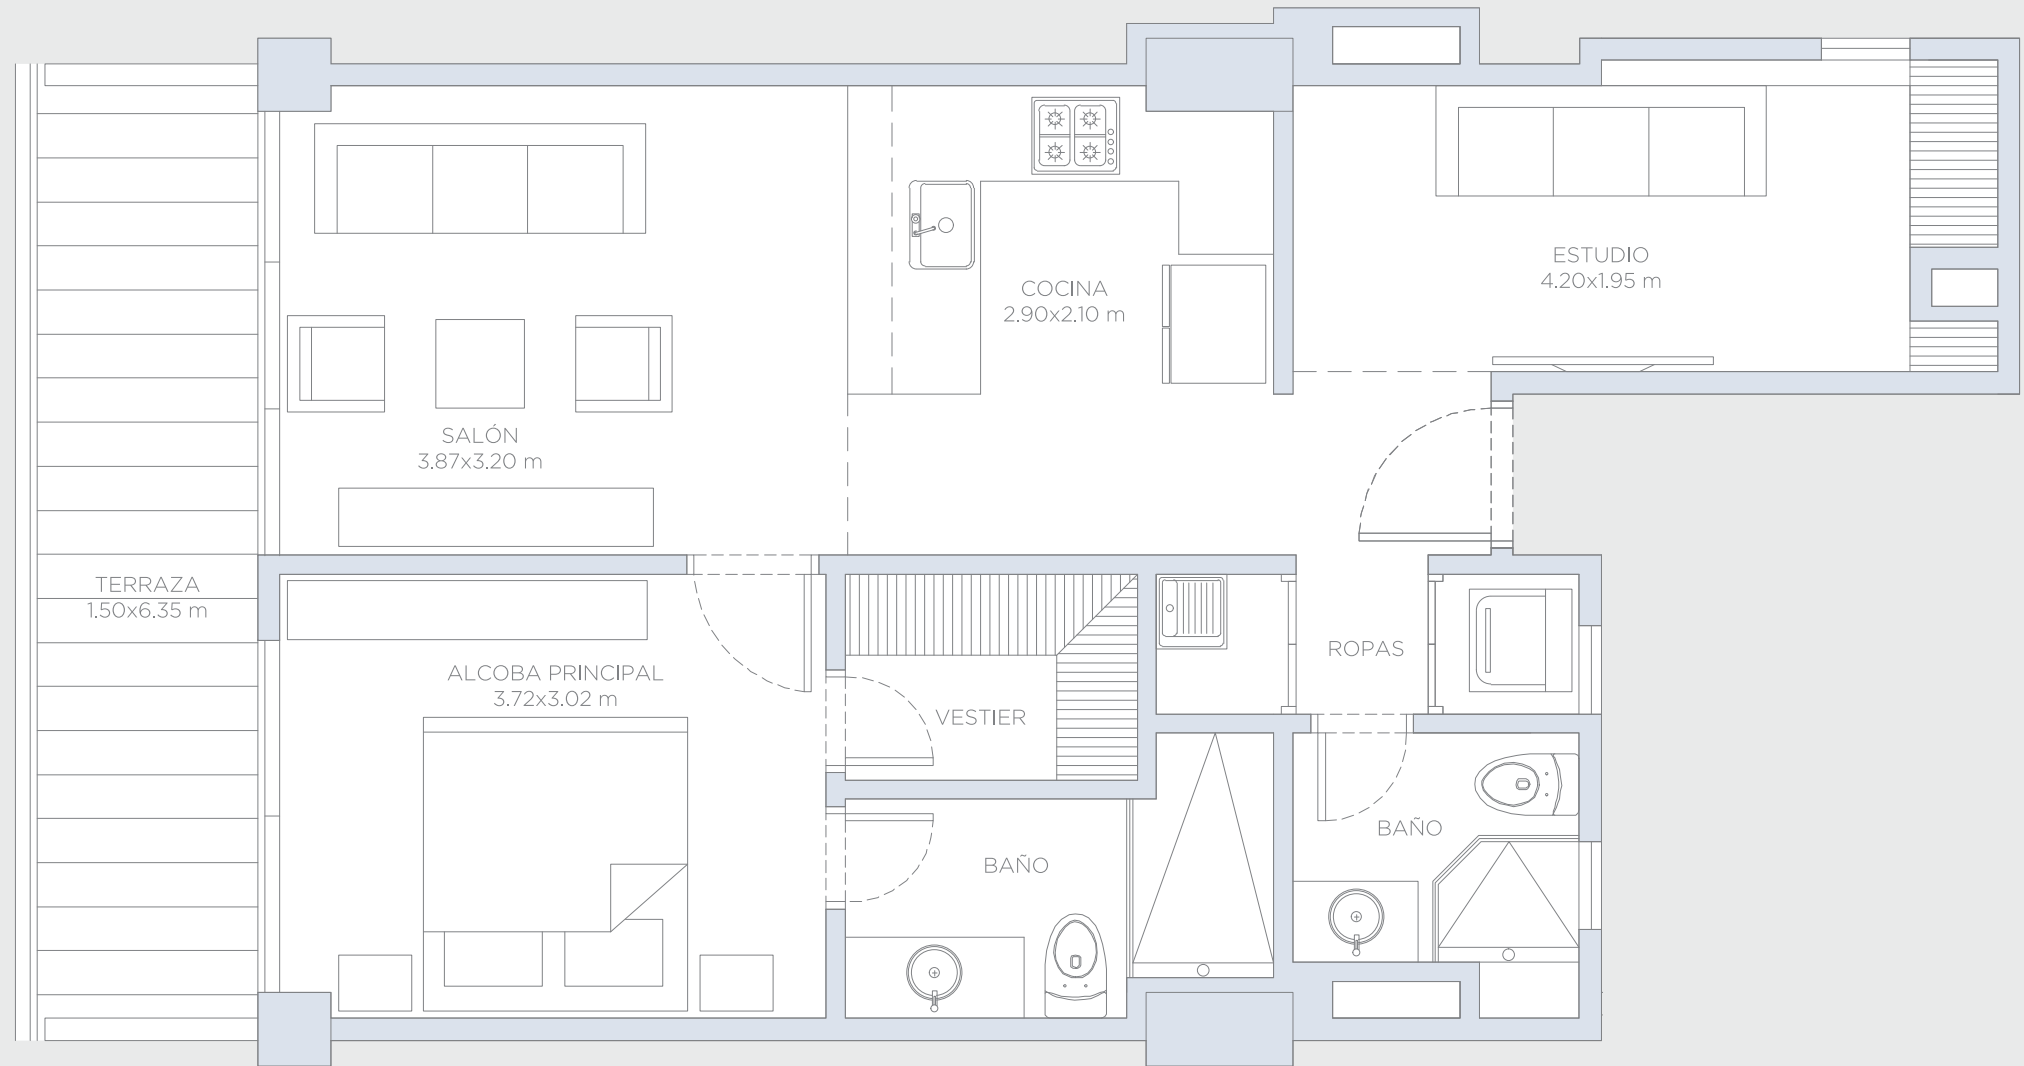 ESTUDIO
4.20x1.95 m
COCINA
2.90x2.10 m
SALÓN
3.87x3.20 m
TERRAZA
1.50x6.35 m
ROPAS
ALCOBA PRINCIPAL
3.72x3.02 m
VESTIER
BAÑO
BAÑO